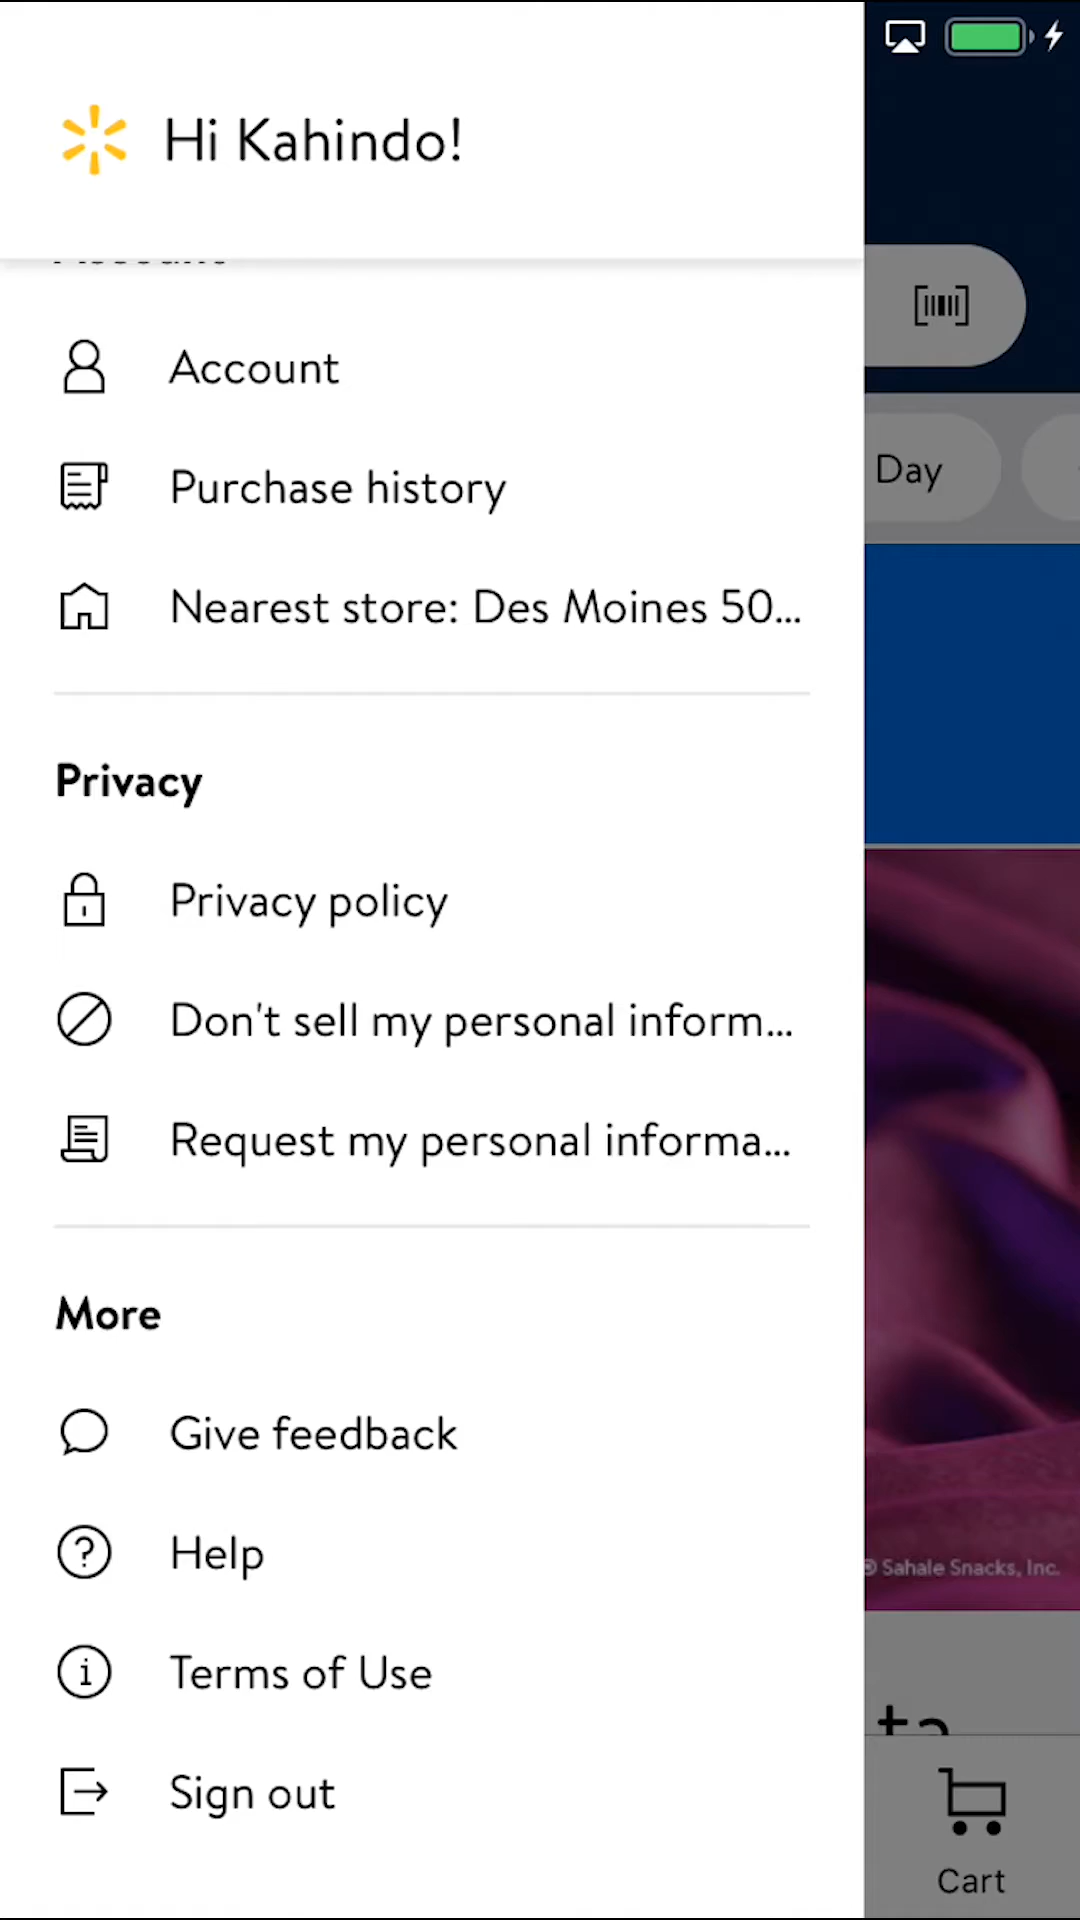 Hi Kahindo!
Account
Purchase history
Nearest store: Des Moines 50...
Privacy
Privacy policy
Don't sell my personal inform...
Request my personal informa...
More
Give feedback
Help
Terms of Use
Sign out
Day
® Sahale Snacks, Inc.
Cart